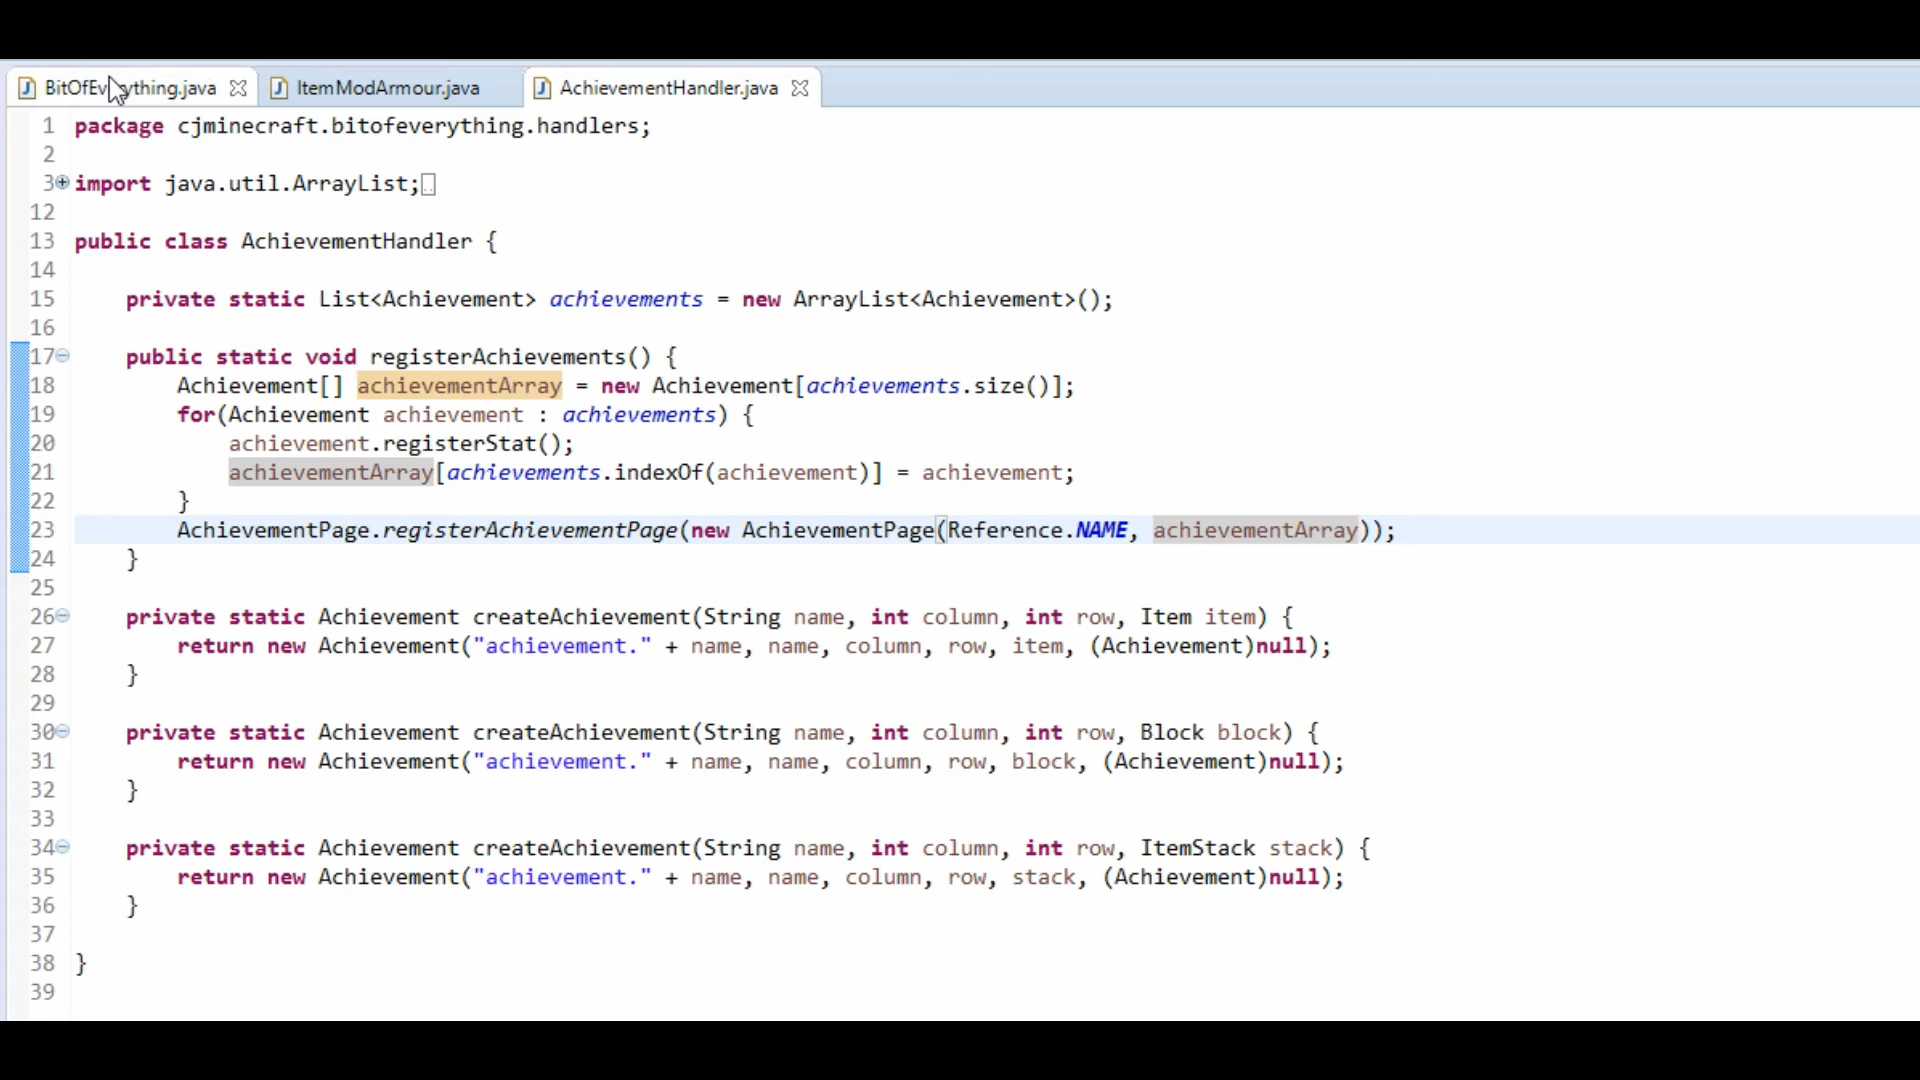 BitOfEverything.java ItemModArmour.java AchievementHandler.java
1 package cjminecraft.bitofeverything.handlers;
2
3 import java.util.ArrayList;
12
13 public class AchievementHandler {
14
15 private static List<Achievement> achievements = new ArrayList<Achievement>();
16
17 public static void registerAchievements() {
18 Achievement[] achievementArray = new Achievement[achievements.size()];
19 for(Achievement achievement : achievements) {
20 achievement.registerStat();
21 achievementArray[achievements.indexOf(achievement)] = achievement;
22 }
23 AchievementPage.registerAchievementPage(new AchievementPage(Reference.NAME, achievementArray));
24 }
25
26 private static Achievement createAchievement(String name, int column, int row, Item item) {
27 return new Achievement("achievement." + name, name, column, row, item, (Achievement)null);
28 }
29
30 private static Achievement createAchievement(String name, int column, int row, Block block) {
31 return new Achievement("achievement." + name, name, column, row, block, (Achievement)null);
32 }
33
34 private static Achievement createAchievement(String name, int column, int row, ItemStack stack) {
35 return new Achievement("achievement." + name, name, column, row, stack, (Achievement)null);
36 }
37
38 }
39